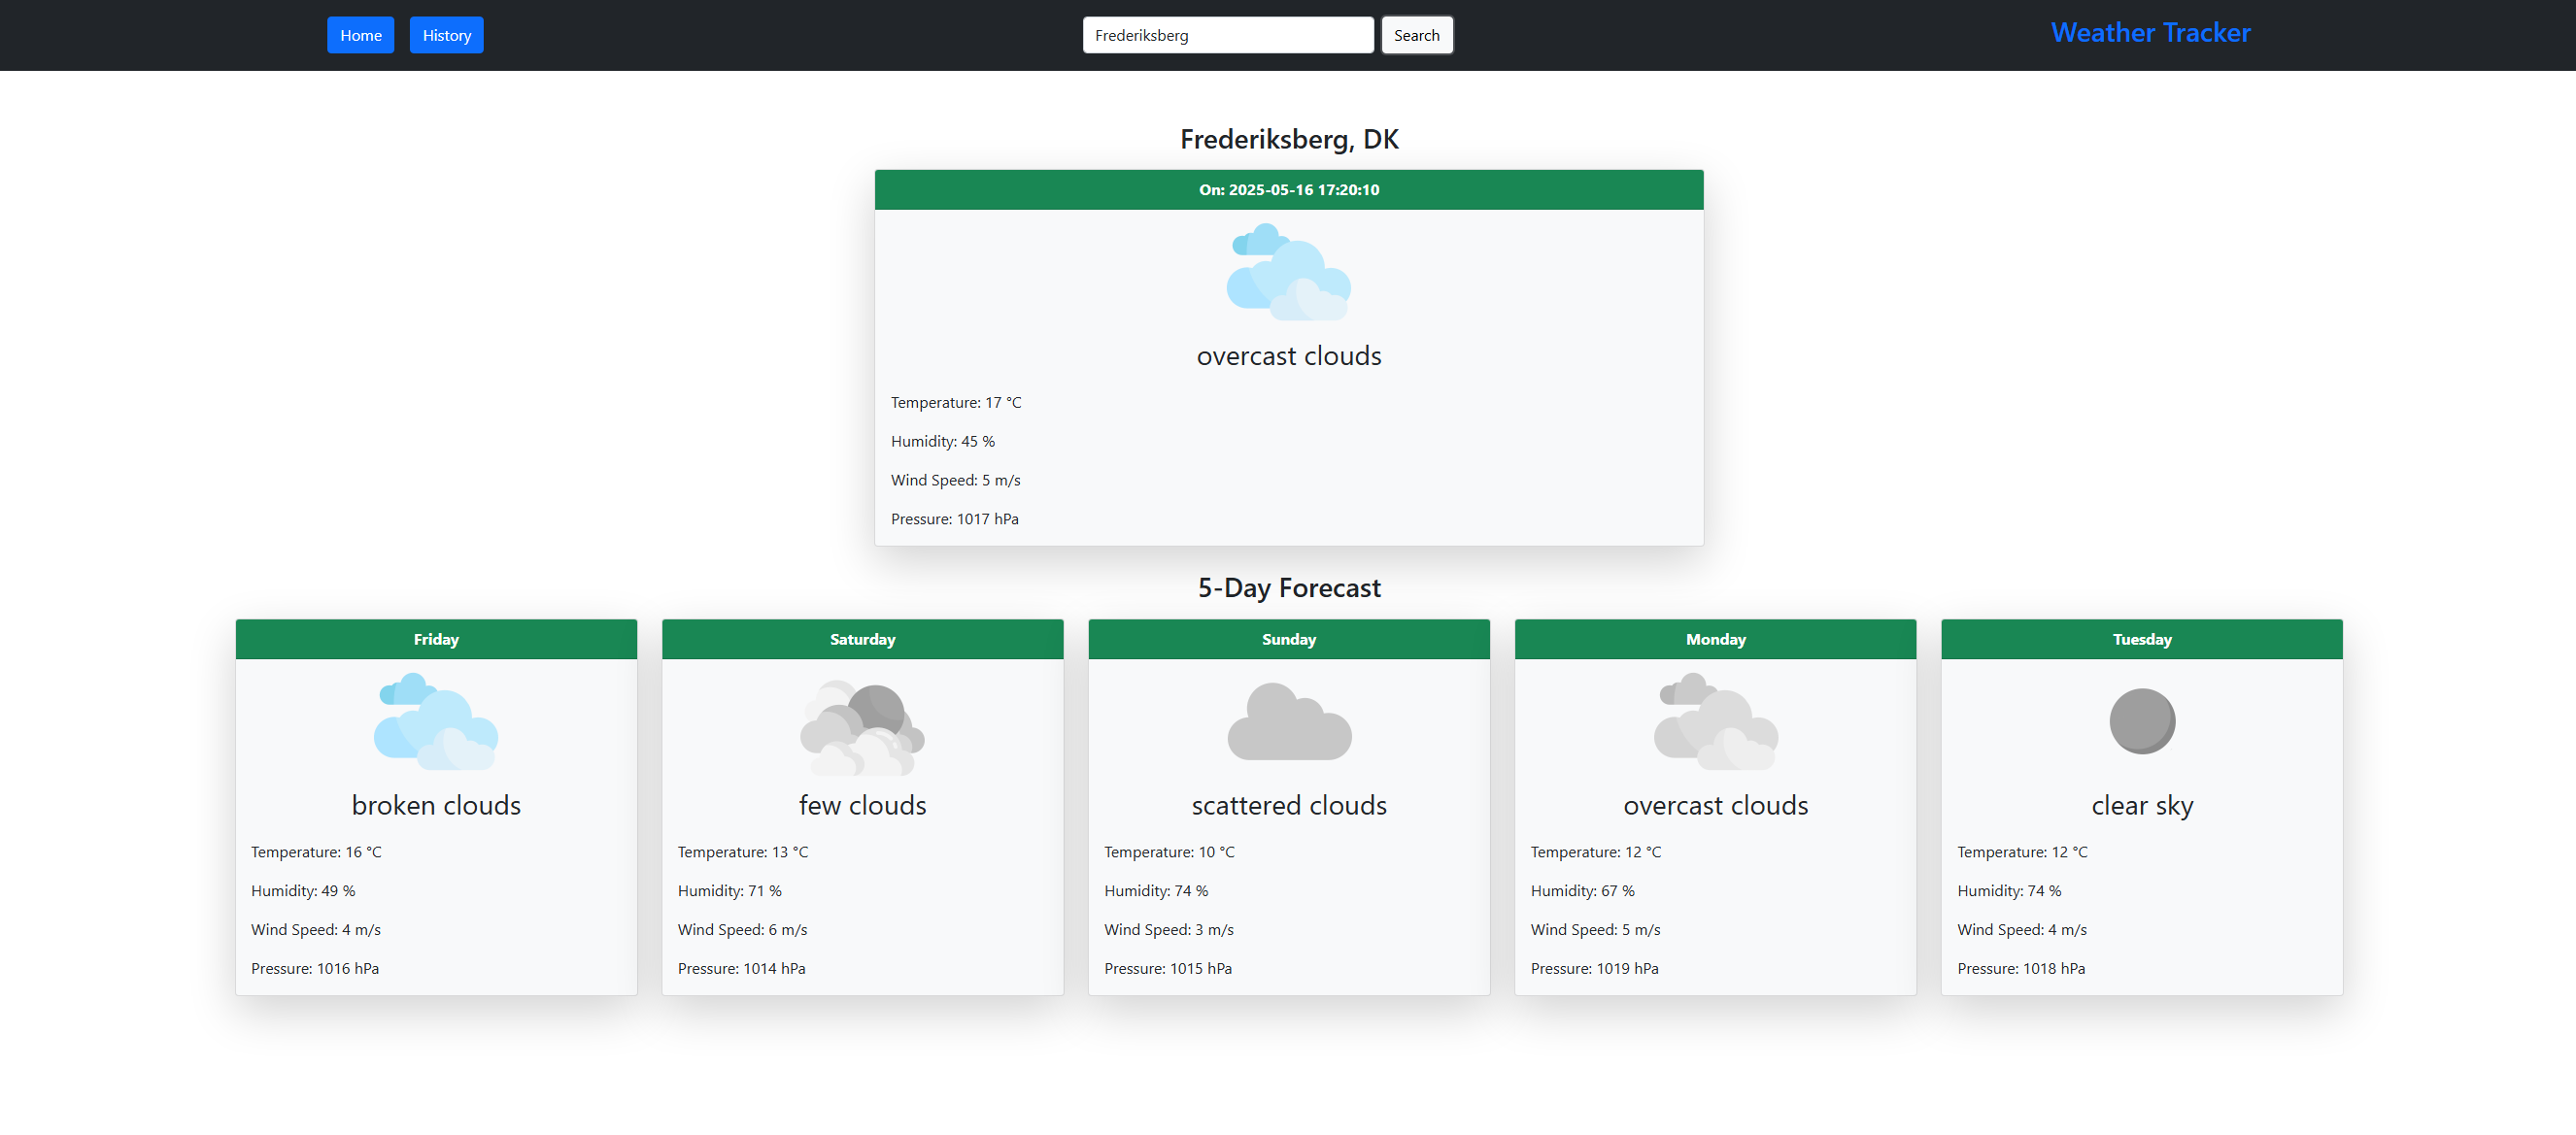 Home History Frederiksberg Search Weather Tracker
Frederiksberg, DK
On: 2025-05-16 17:20:10
overcast clouds
Temperature: 17 °C
Humidity: 45 %
Wind Speed: 5 m/s
Pressure: 1017 hPa
5-Day Forecast
Friday
broken clouds
Temperature: 16 °C
Humidity: 49 %
Wind Speed: 4 m/s
Pressure: 1016 hPa
Saturday
few clouds
Temperature: 13 °C
Humidity: 71 %
Wind Speed: 6 m/s
Pressure: 1014 hPa
Sunday
scattered clouds
Temperature: 10 °C
Humidity: 74 %
Wind Speed: 3 m/s
Pressure: 1015 hPa
Monday
overcast clouds
Temperature: 12 °C
Humidity: 67 %
Wind Speed: 5 m/s
Pressure: 1019 hPa
Tuesday
clear sky
Temperature: 12 °C
Humidity: 74 %
Wind Speed: 4 m/s
Pressure: 1018 hPa